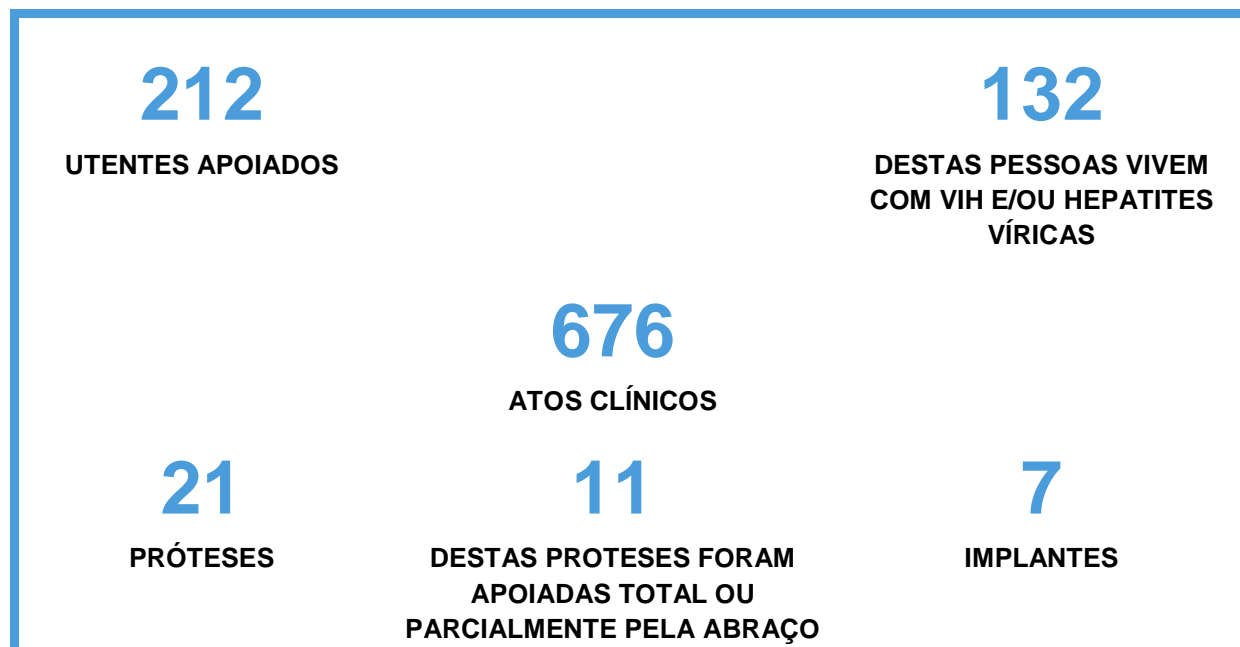 212
UTENTES APOIADOS
132
DESTAS PESSOAS VIVEM
COM VIH E/OU HEPATITES
VÍRICAS
676
ATOS CLÍNICOS
21
PRÓTESES
11
DESTAS PROTESES FORAM
APOIADAS TOTAL OU
PARCIALMENTE PELA ABRAÇO
7
IMPLANTES